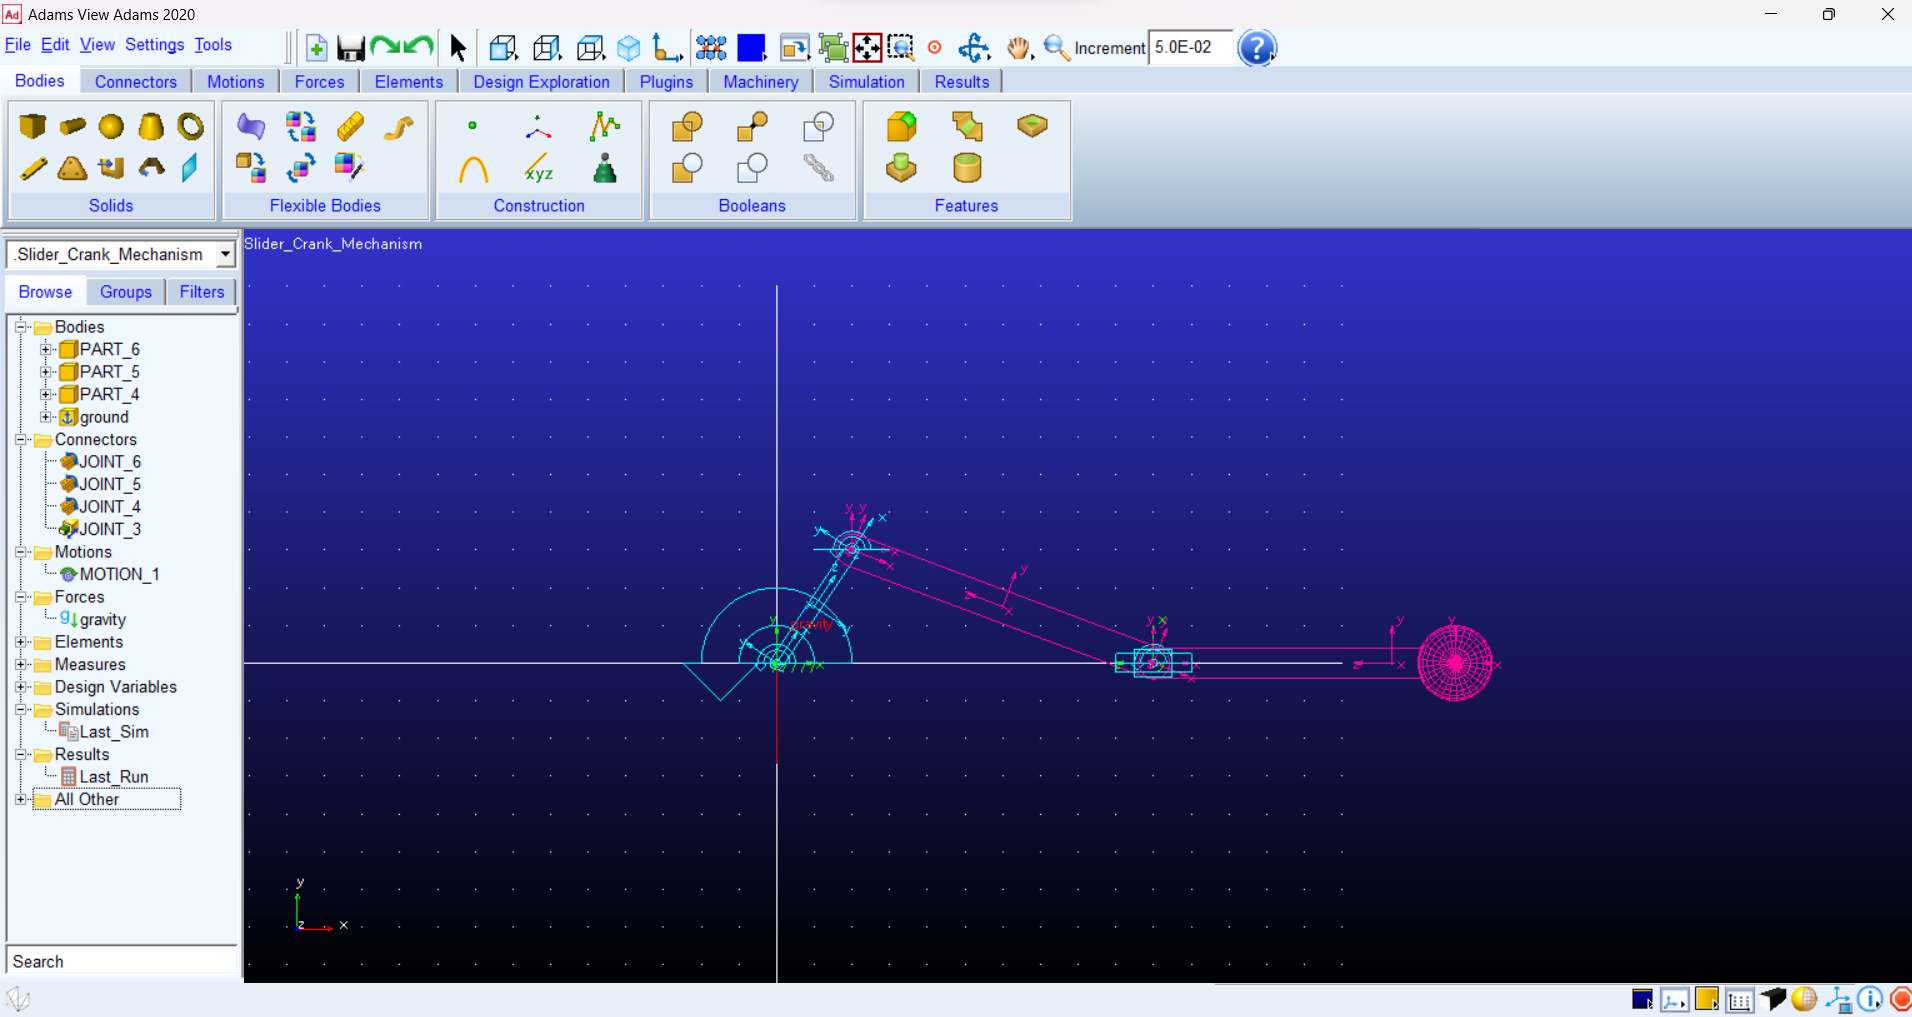 Ad Adams View Adams 2020
File Edit View Settings Tools
Increment 5.0E-02 ?
Bodies Connectors Motions Forces Elements Design Exploration Plugins Machinery Simulation Results
xyz
Solids Flexible Bodies Construction Booleans Features
.Slider_Crank_Mechanism
Browse Groups Filters
Bodies
PART_6
PART_5
PART_4
ground
Connectors
JOINT_6
JOINT_5
JOINT_4
JOINT_3
Motions
MOTION_1
Forces
g gravity
Elements
Measures
Design Variables
Simulations
Last_Sim
Results
Last_Run
All Other
Search
Slider_Crank_Mechanism
y y x
y
x
x
z
y
z
x
gravity
y
y
y
x
y x
x
x
y
z
x
y
x
y
z x